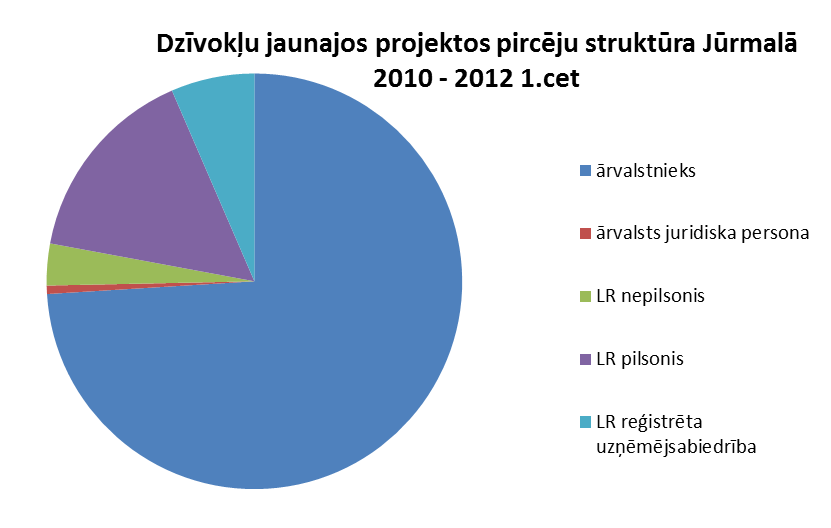 Dzīvokļu jaunajos projektos pircēju struktūra Jūrmalā
2010 - 2012 1.cet
ārvalstnieks
ārvalsts juridiska persona
LR nepilsonis
LR pilsonis
LR reģistrēta
uzņēmējsabiedrība